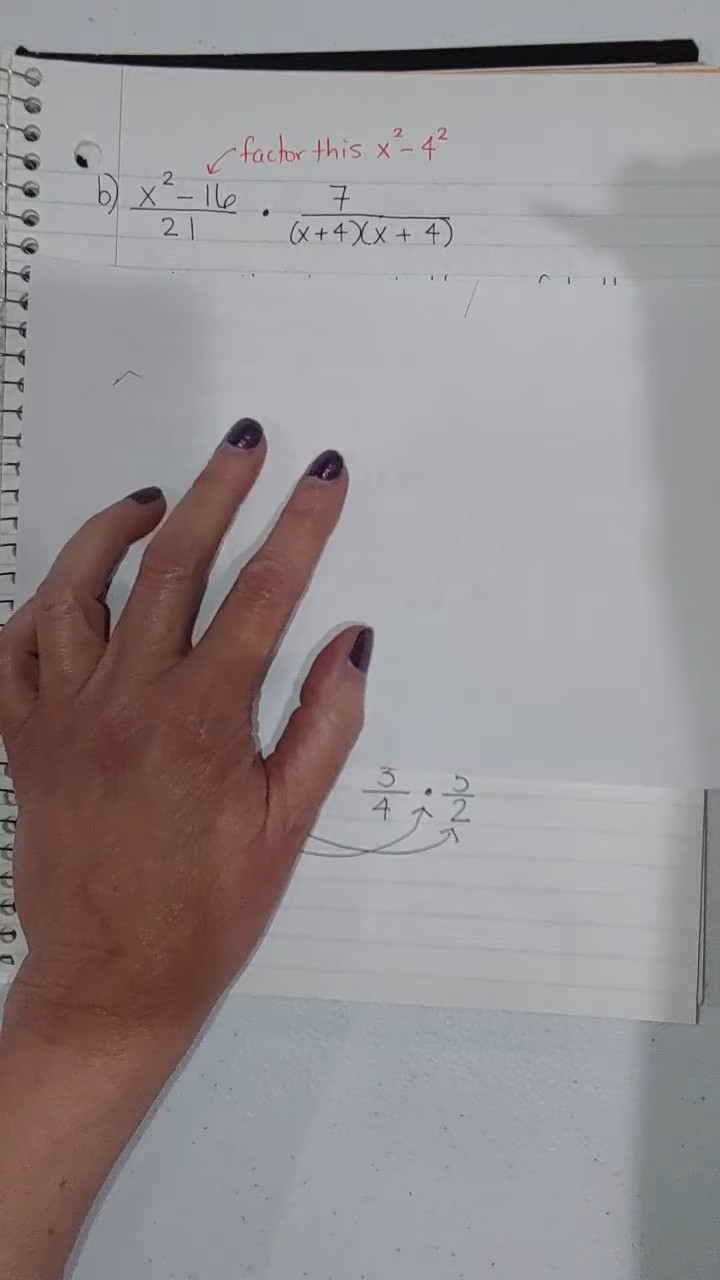 factor this x² - 4²
b) x² - 16 / 21 · 7 / (x+4)(x + 4)
3/4 · 5/2